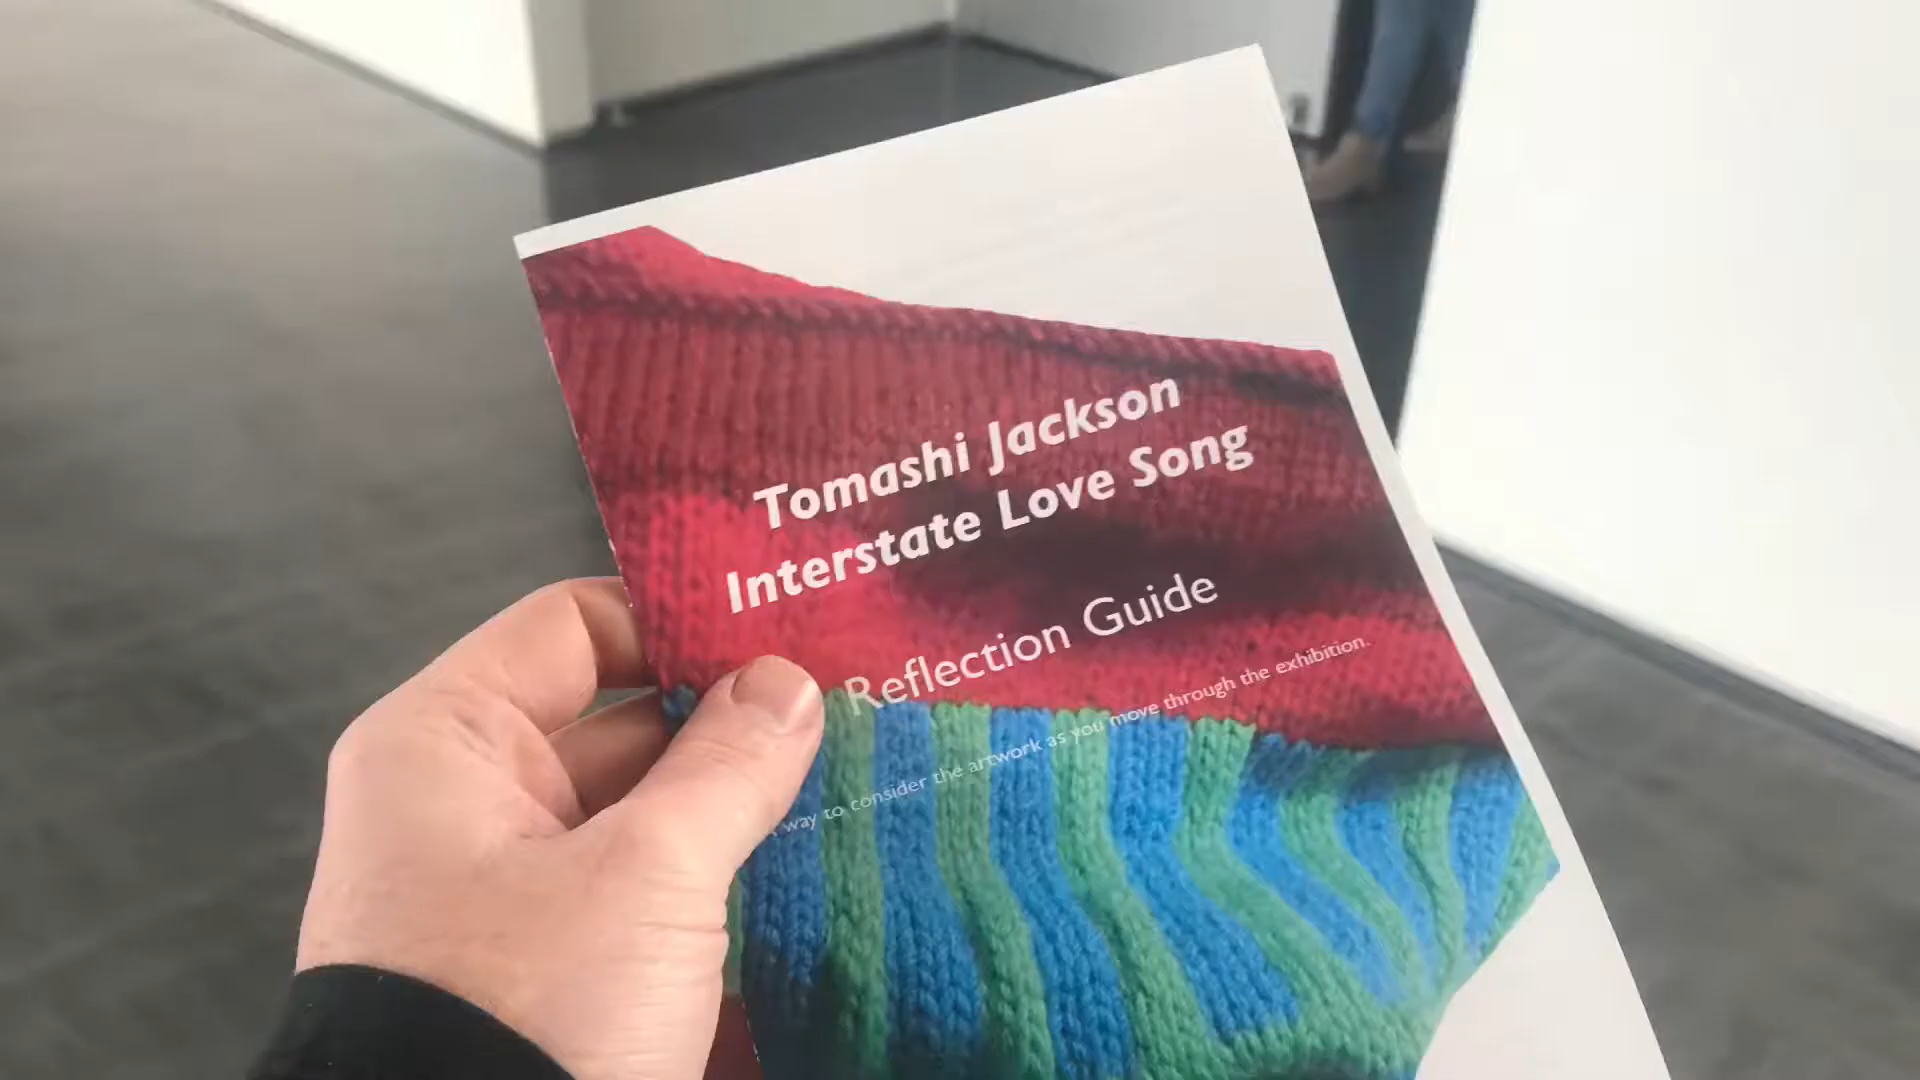 Tomashi Jackson
Interstate Love Song
Reflection Guide
A way to consider the artwork as you move through the exhibition.